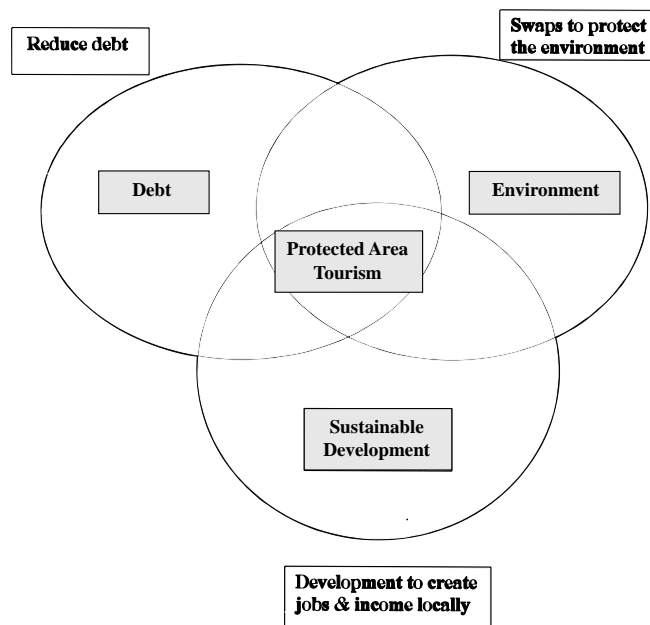 Reduce debt
Swaps to protect
the environment
Debt
Environment
Protected Area
Tourism
Sustainable
Development
Development to create
jobs & income locally